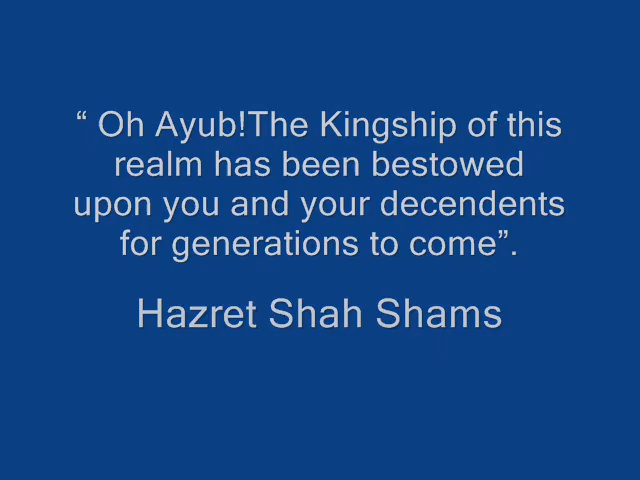 “ Oh Ayub!The Kingship of this
realm has been bestowed
upon you and your decendents
for generations to come”.
Hazret Shah Shams